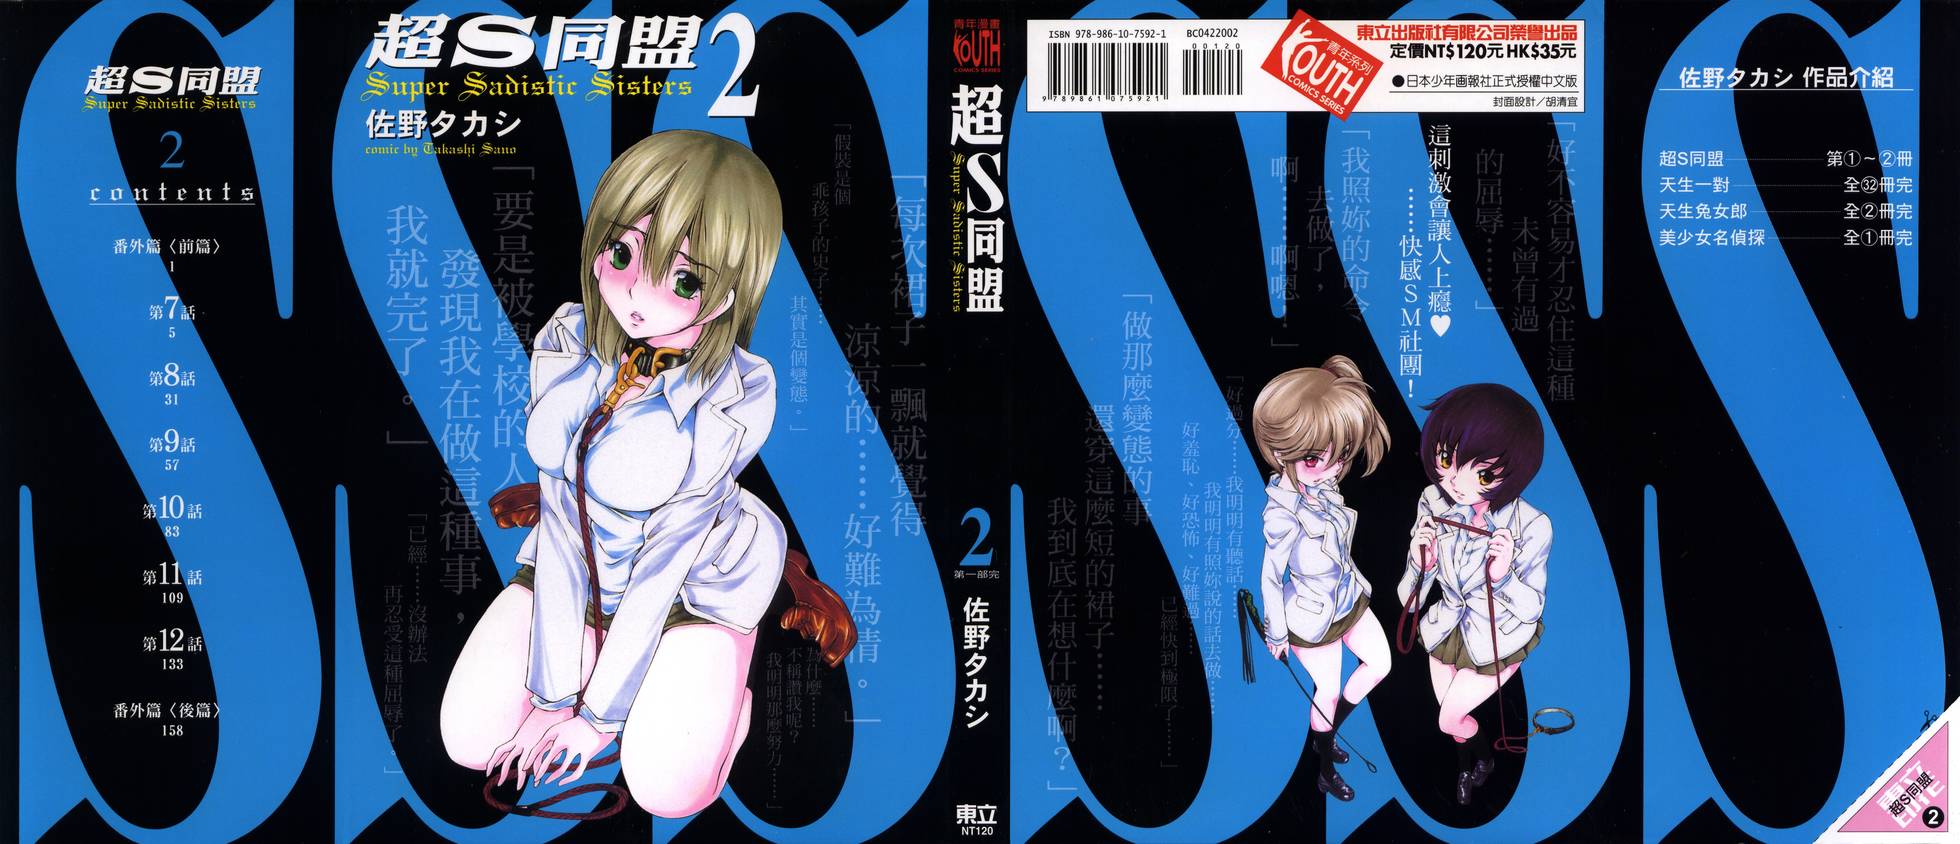 超S同盟
Super Sadistic Sisters
2
contents
番外篇〈前篇〉
1
第7話
5
第8話
31
第9話
57
第10話
83
第11話
109
第12話
133
番外篇〈後篇〉
158
超S同盟 2
Super Sadistic Sisters
佐野タカシ
comic by Takashi Sano
「要是被學校的人
發現我在做這種事，
我就完了。」
「已經……沒辦法
再忍受這種屈辱了。」
「假裝是個
乖孩子的史子……
其實是個變態。」
「每次裙子一飄就覺得
涼涼的……好難為情。」
為什麼……
不稱讚我呢？
我明明那麼努力……」
青年漫畫
YOUTH
COMICS SERIES
超S同盟
Super Sadistic Sisters
2
第一部完
佐野タカシ
東立
NT120
ISBN 978-986-10-7592-1
BC0422002
00120
9 789861 075921
青年系列
YOUTH
COMICS SERIES
東立出版社有限公司榮譽出品
定價NT$120元 HK$35元
●日本少年画報社正式授權中文版
封面設計／胡清宜
「好不容易才忍住這種
未曾有過
的屈辱……」
這刺激會讓人上癮♥
……快感ＳＭ社團！
「我照妳的命令
去做了，
啊……啊嗯…」
「好過分……我明明有聽話…
我明明有照妳說的話去做……
好羞恥、好恐怖、好難過……
已經快到極限了……」
「做那麼變態的事
還穿這麼短的裙子……
我到底在想什麼啊？」
佐野タカシ 作品介紹
超S同盟 第①～②冊
天生一對 全㉜冊完
天生兔女郎 全②冊完
美少女名偵探 全①冊完
東立
超S同盟
2